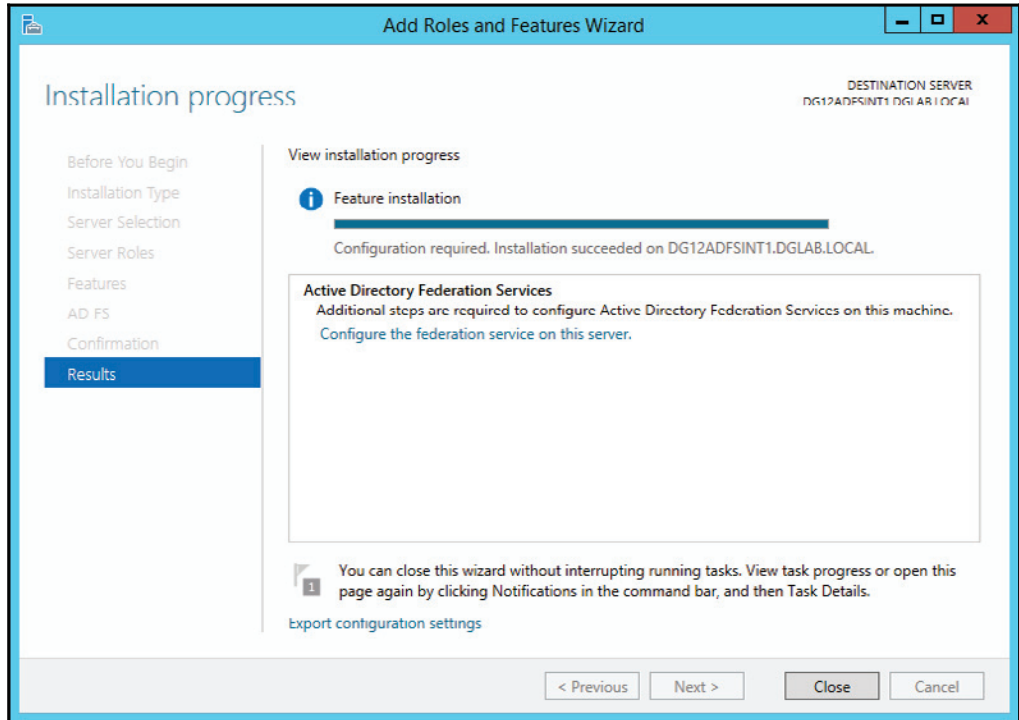 Add Roles and Features Wizard
Installation progress
DESTINATION SERVER
DG12ADFSINT1.DGLAB.LOCAL
Before You Begin
Installation Type
Server Selection
Server Roles
Features
AD FS
Confirmation
Results
View installation progress
Feature installation
Configuration required. Installation succeeded on DG12ADFSINT1.DGLAB.LOCAL.
Active Directory Federation Services
Additional steps are required to configure Active Directory Federation Services on this machine.
Configure the federation service on this server.
1
You can close this wizard without interrupting running tasks. View task progress or open this
page again by clicking Notifications in the command bar, and then Task Details.
Export configuration settings
< Previous
Next >
Close
Cancel